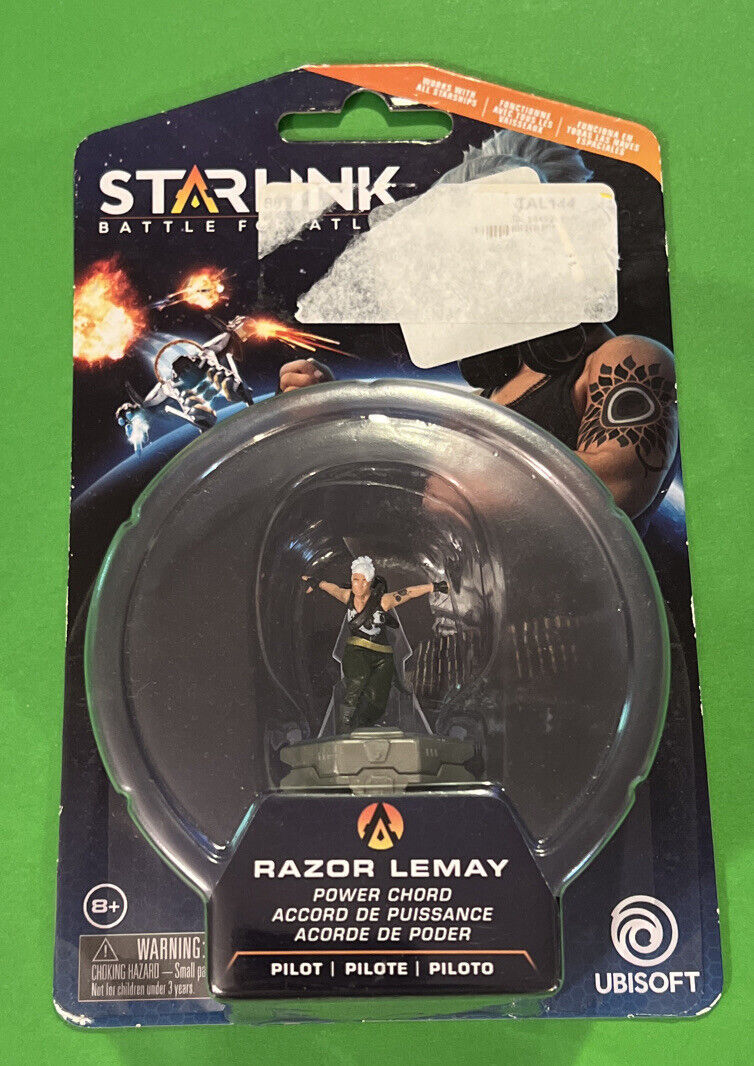 WORKS WITH
ALL STARSHIPS
FONCTIONNE
AVEC TOUS LES
VAISSEAUX
FUNCIONA EN
TODAS LAS NAVES
ESPACIALES
STARLINK
BATTLE FOR ATL
TAL144
RAZOR LEMAY
POWER CHORD
ACCORD DE PUISSANCE
ACORDE DE PODER
PILOT | PILOTE | PILOTO
8+
WARNING:
CHOKING HAZARD — Small pa
Not for children under 3 years.
UBISOFT